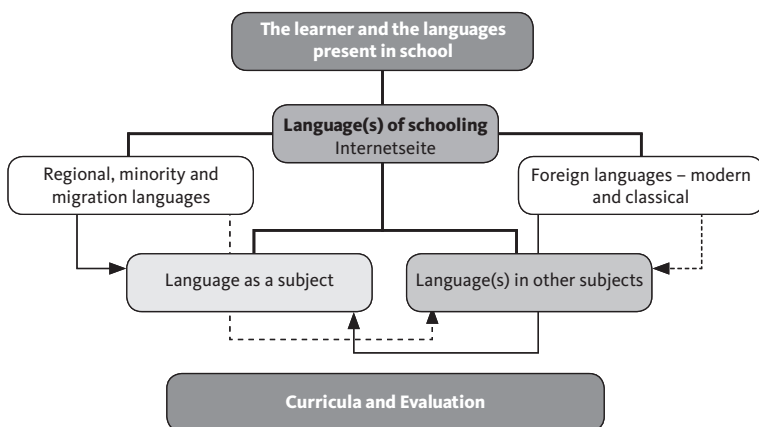 The learner and the languages
present in school
Language(s) of schooling
Internetseite
Regional, minority and
migration languages
Foreign languages – modern
and classical
Language as a subject
Language(s) in other subjects
Curricula and Evaluation